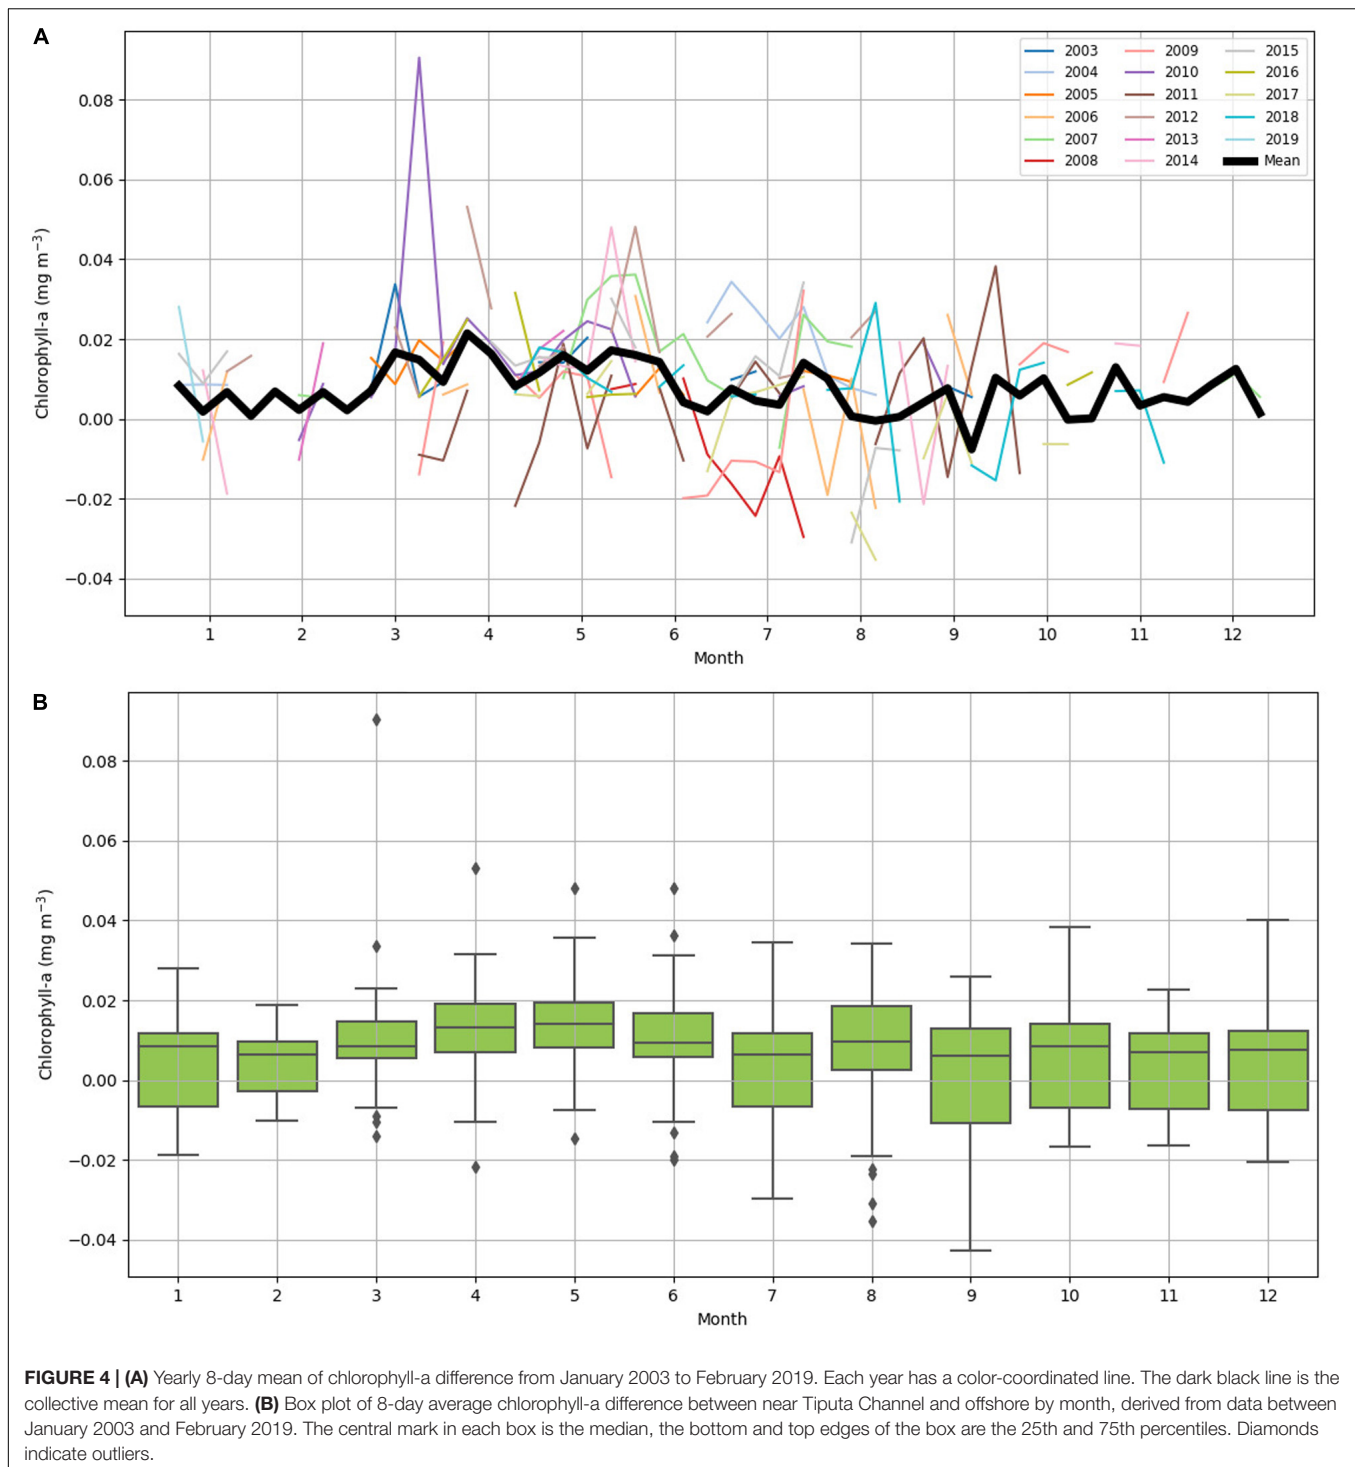 A
2003 2009 2015
2004 2010 2016
2005 2011 2017
2006 2012 2018
2007 2013 2019
2008 2014 Mean
0.08
0.06
0.04
0.02
0.00
−0.02
−0.04
Chlorophyll-a (mg m⁻³)
1 2 3 4 5 6 7 8 9 10 11 12
Month
B
0.08
0.06
0.04
0.02
0.00
−0.02
−0.04
Chlorophyll-a (mg m⁻³)
1 2 3 4 5 6 7 8 9 10 11 12
Month
FIGURE 4 | (A) Yearly 8-day mean of chlorophyll-a difference from January 2003 to February 2019. Each year has a color-coordinated line. The dark black line is the
collective mean for all years. (B) Box plot of 8-day average chlorophyll-a difference between near Tiputa Channel and offshore by month, derived from data between
January 2003 and February 2019. The central mark in each box is the median, the bottom and top edges of the box are the 25th and 75th percentiles. Diamonds
indicate outliers.